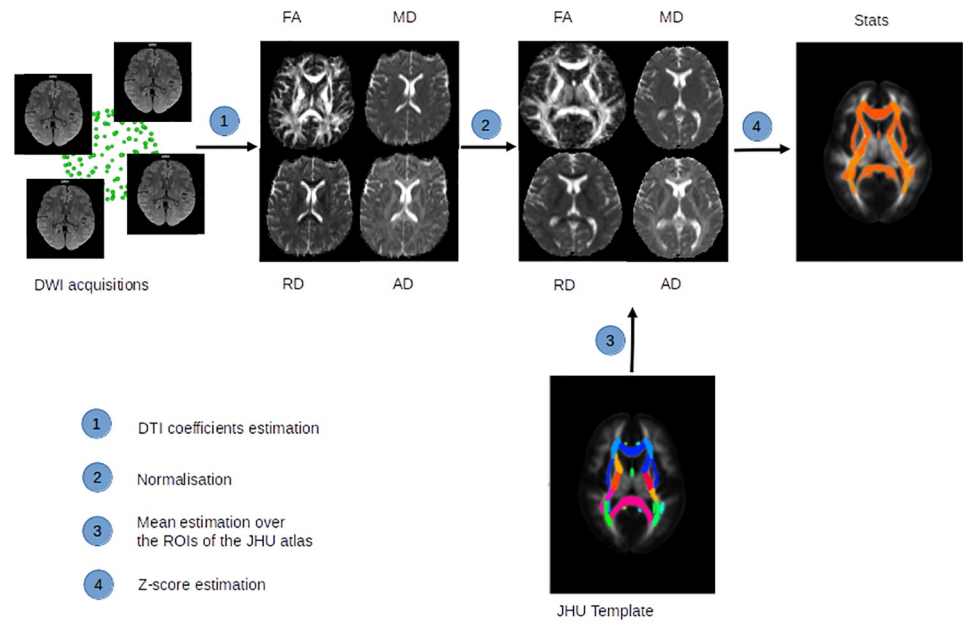 FA MD FA MD Stats
1 2 4
DWI acquisitions RD AD RD AD
3
1 DTI coefficients estimation
2 Normalisation
3 Mean estimation over
the ROIs of the JHU atlas
4 Z-score estimation
JHU Template